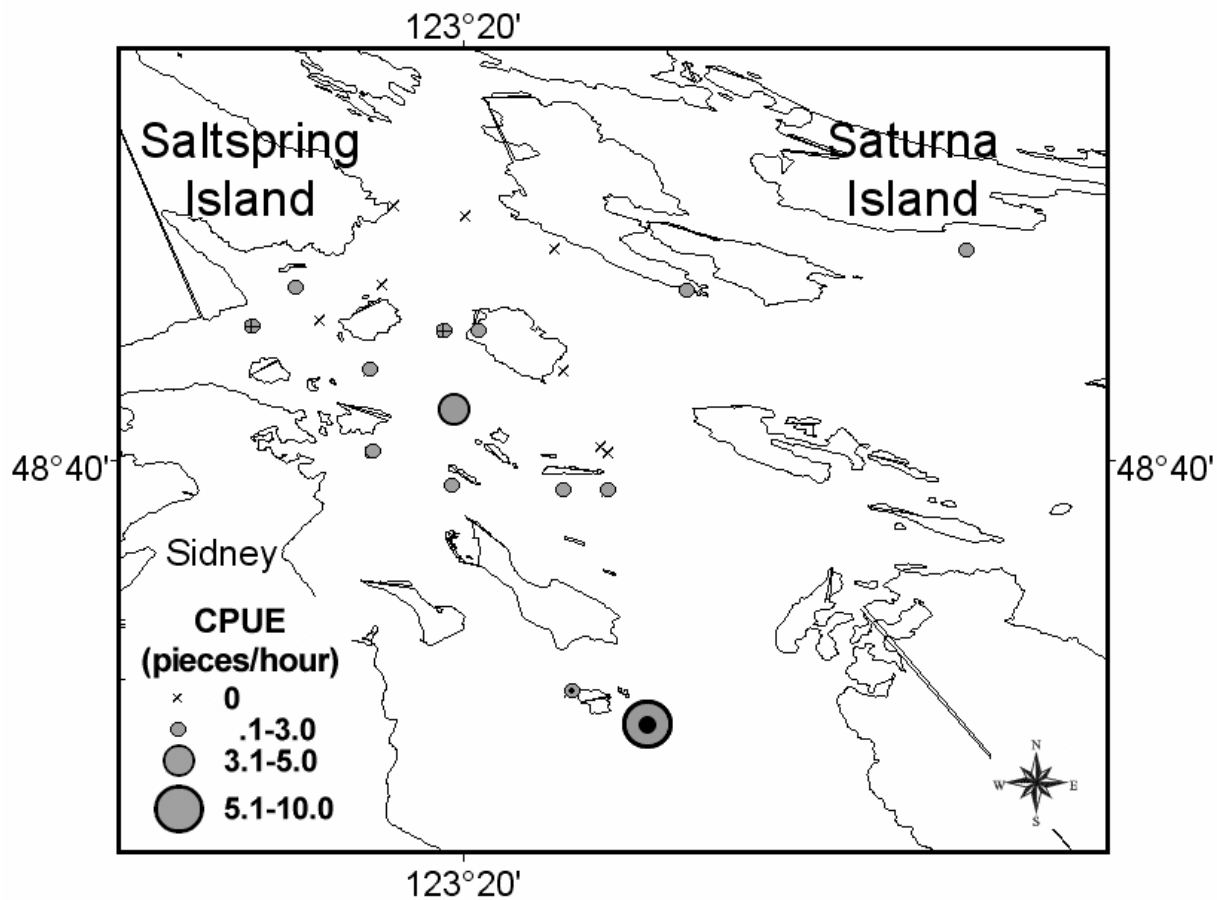 123°20'
Saltspring
Island
Saturna
Island
48°40'
48°40'
Sidney
CPUE
(pieces/hour)
0
.1-3.0
3.1-5.0
5.1-10.0
N
W E
S
123°20'